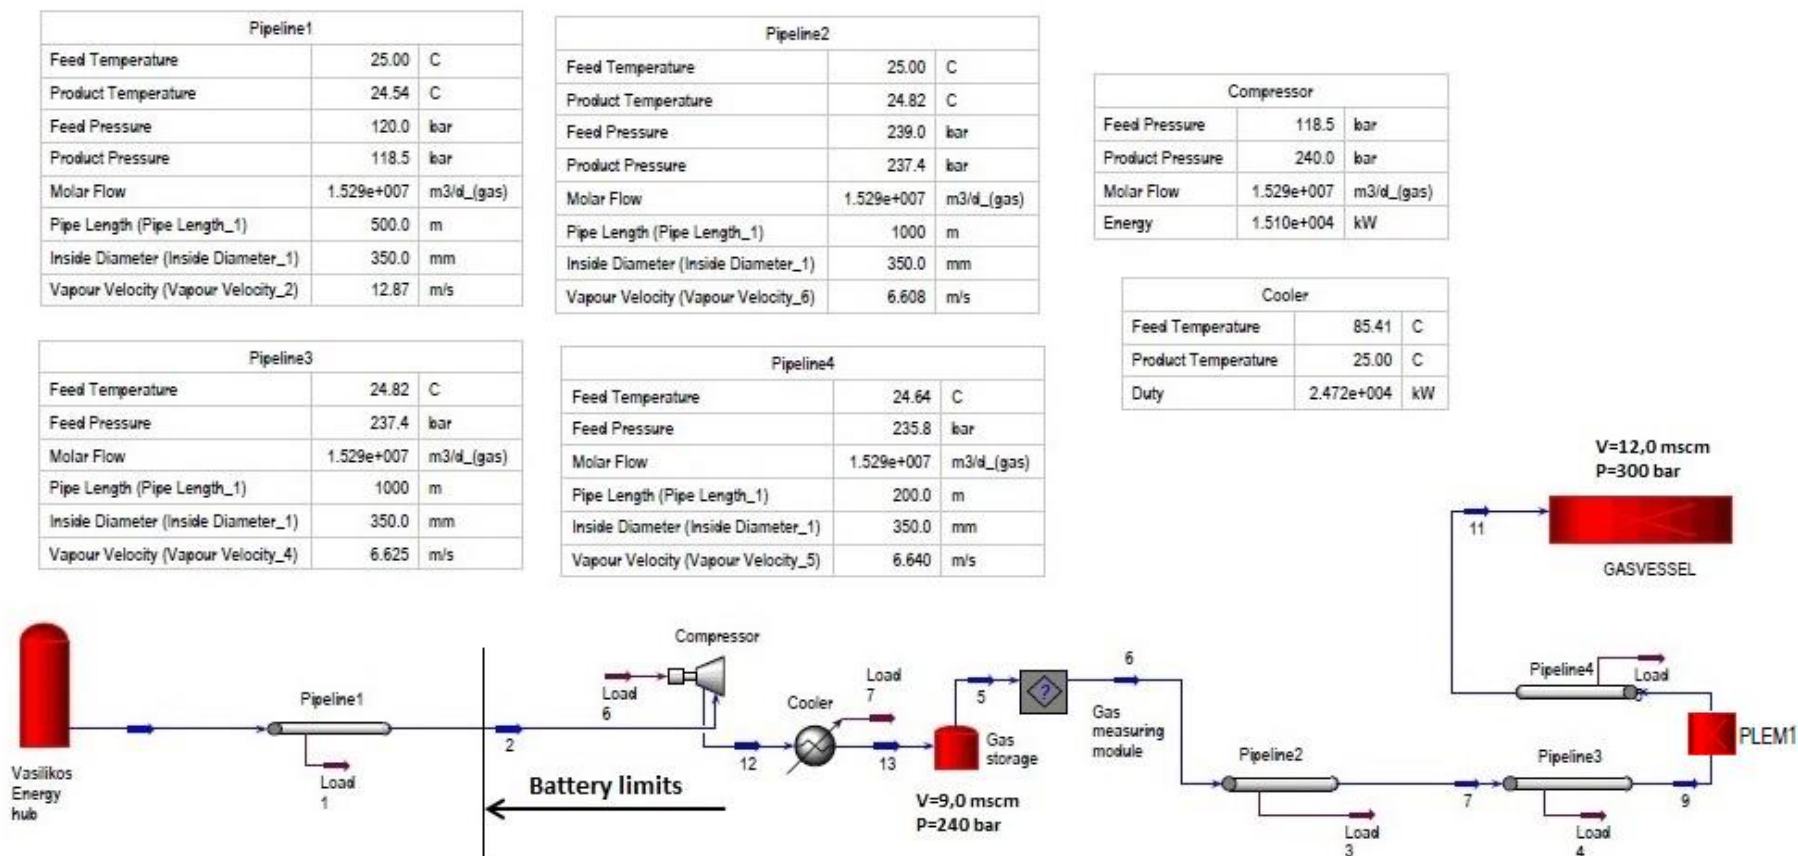 Pipeline1
Feed Temperature 25.00 C
Product Temperature 24.54 C
Feed Pressure 120.0 bar
Product Pressure 118.5 bar
Molar Flow 1.529e+007 m3/d_(gas)
Pipe Length (Pipe Length_1) 500.0 m
Inside Diameter (Inside Diameter_1) 350.0 mm
Vapour Velocity (Vapour Velocity_2) 12.87 m/s
Pipeline2
Feed Temperature 25.00 C
Product Temperature 24.82 C
Feed Pressure 239.0 bar
Product Pressure 237.4 bar
Molar Flow 1.529e+007 m3/d_(gas)
Pipe Length (Pipe Length_1) 1000 m
Inside Diameter (Inside Diameter_1) 350.0 mm
Vapour Velocity (Vapour Velocity_6) 6.608 m/s
Compressor
Feed Pressure 118.5 bar
Product Pressure 240.0 bar
Molar Flow 1.529e+007 m3/d_(gas)
Energy 1.510e+004 kW
Cooler
Feed Temperature 85.41 C
Product Temperature 25.00 C
Duty 2.472e+004 kW
Pipeline3
Feed Temperature 24.82 C
Feed Pressure 237.4 bar
Molar Flow 1.529e+007 m3/d_(gas)
Pipe Length (Pipe Length_1) 1000 m
Inside Diameter (Inside Diameter_1) 350.0 mm
Vapour Velocity (Vapour Velocity_4) 6.625 m/s
Pipeline4
Feed Temperature 24.64 C
Feed Pressure 235.8 bar
Molar Flow 1.529e+007 m3/d_(gas)
Pipe Length (Pipe Length_1) 200.0 m
Inside Diameter (Inside Diameter_1) 350.0 mm
Vapour Velocity (Vapour Velocity_5) 6.640 m/s
V=12,0 mscm
P=300 bar
11
GASVESSEL
Vasilikos
Energy
hub
Pipeline1
Load
1
2
Battery limits
Load
6
Compressor
12
Cooler
Load
7
13
Gas
storage
V=9,0 mscm
P=240 bar
5
?
Gas
measuring
module
6
Pipeline2
Load
3
7
Pipeline3
Load
4
9
PLEM1
Pipeline4
Load